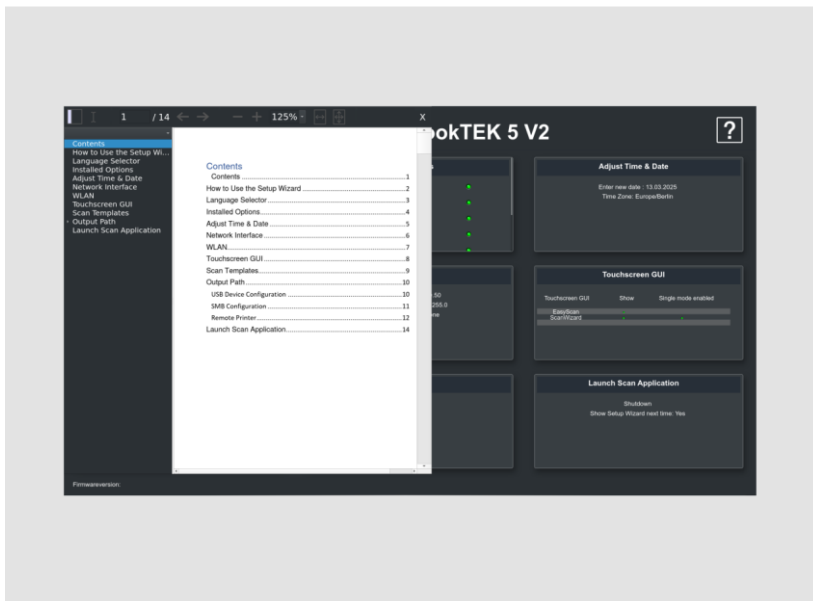 1 / 14 125% X
Contents
How to Use the Setup Wi...
Language Selector
Installed Options
Adjust Time & Date
Network Interface
WLAN
Touchscreen GUI
Scan Templates
Output Path
Launch Scan Application
Contents
Contents ........ 1
How to Use the Setup Wizard ........ 2
Language Selector ........ 3
Installed Options ........ 4
Adjust Time & Date ........ 5
Network Interface ........ 6
WLAN ........ 7
Touchscreen GUI ........ 8
Scan Templates ........ 9
Output Path ........ 10
USB Device Configuration ........ 10
SMB Configuration ........ 11
Remote Printer ........ 12
Launch Scan Application ........ 14
ookTEK 5 V2
?
s
Adjust Time & Date
Enter new date : 13.03.2025
Time Zone: Europe/Berlin
.50
255.0
ne
Touchscreen GUI
Touchscreen GUI Show Single mode enabled
EasyScan
ScanWizard
Launch Scan Application
Shutdown
Show Setup Wizard next time: Yes
Firmwareversion: